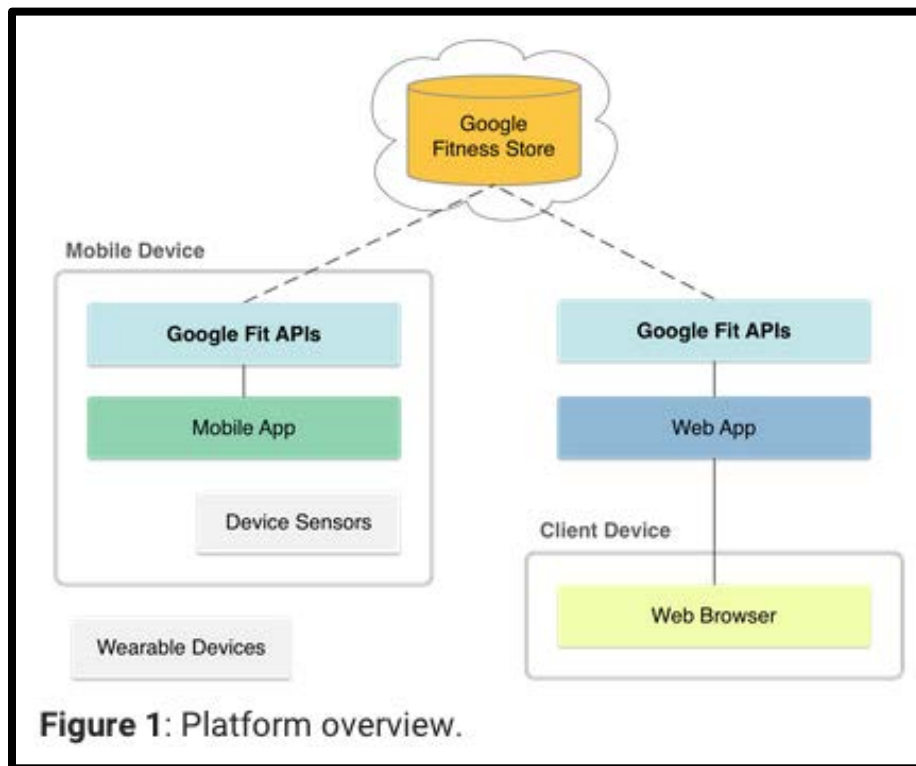 Google
Fitness Store
Mobile Device
Google Fit APIs
Mobile App
Device Sensors
Wearable Devices
Google Fit APIs
Web App
Client Device
Web Browser
Figure 1: Platform overview.